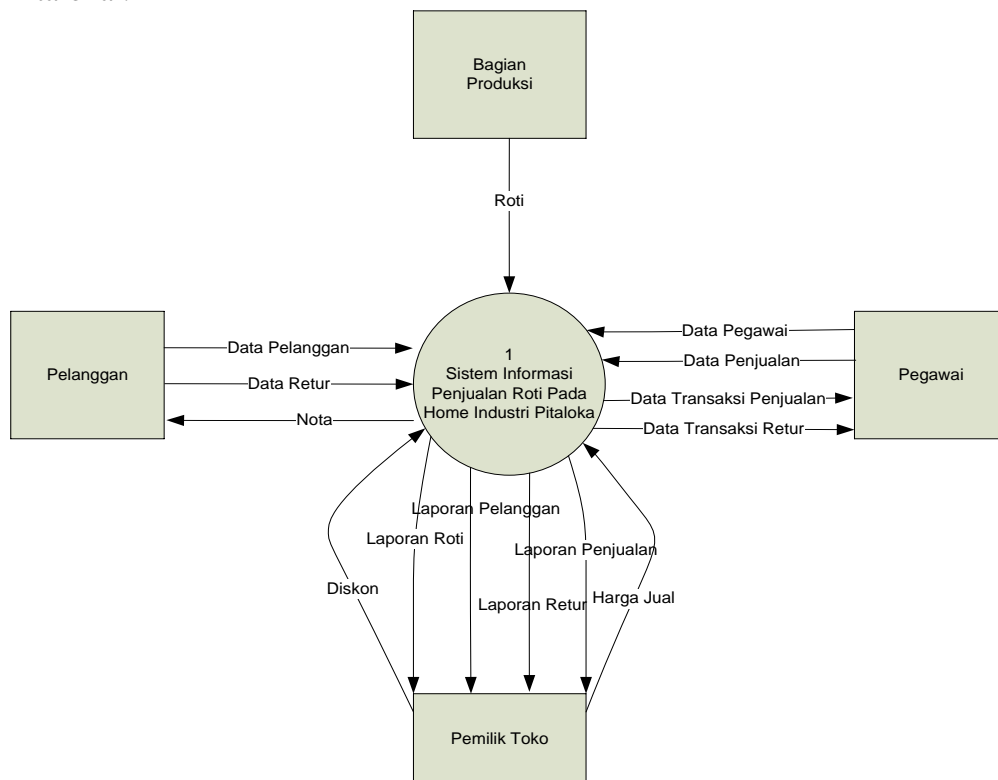 Bagian
Produksi
Roti
Pelanggan
Data Pelanggan
Data Retur
Nota
1
Sistem Informasi
Penjualan Roti Pada
Home Industri Pitaloka
Data Pegawai
Data Penjualan
Data Transaksi Penjualan
Data Transaksi Retur
Pegawai
Laporan Pelanggan
Laporan Roti
Laporan Penjualan
Diskon
Laporan Retur
Harga Jual
Pemilik Toko